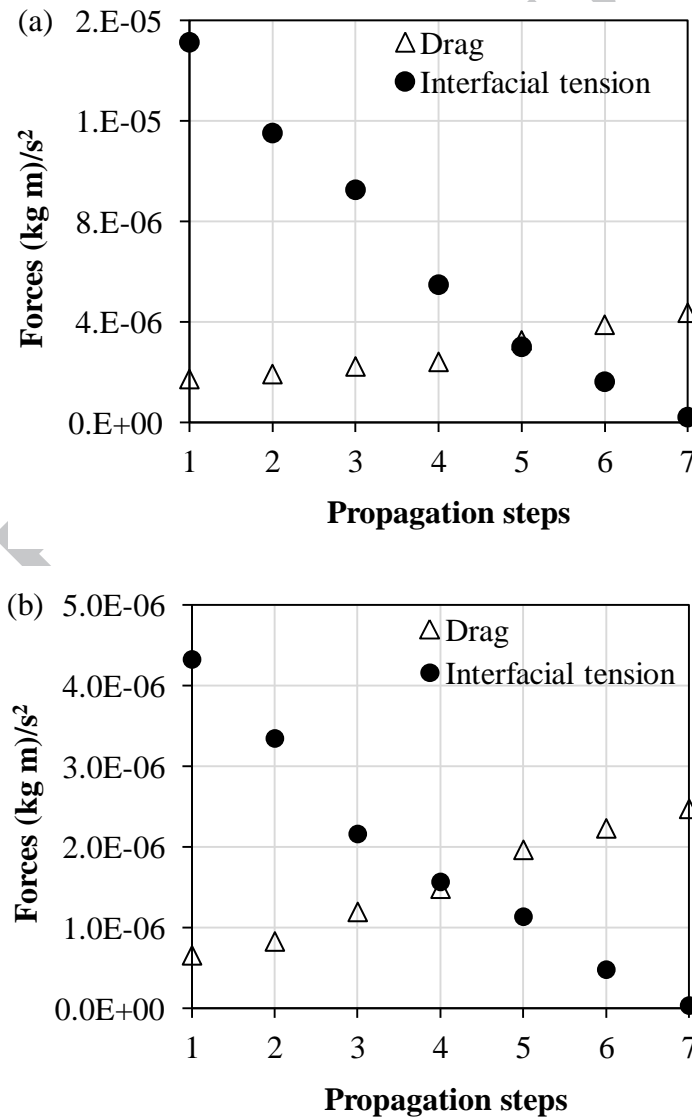 (a)
2.E-05
1.E-05
8.E-06
4.E-06
0.E+00
Forces (kg m)/s²
Drag
Interfacial tension
1 2 3 4 5 6 7
Propagation steps
(b)
5.0E-06
4.0E-06
3.0E-06
2.0E-06
1.0E-06
0.0E+00
Forces (kg m)/s²
Drag
Interfacial tension
1 2 3 4 5 6 7
Propagation steps